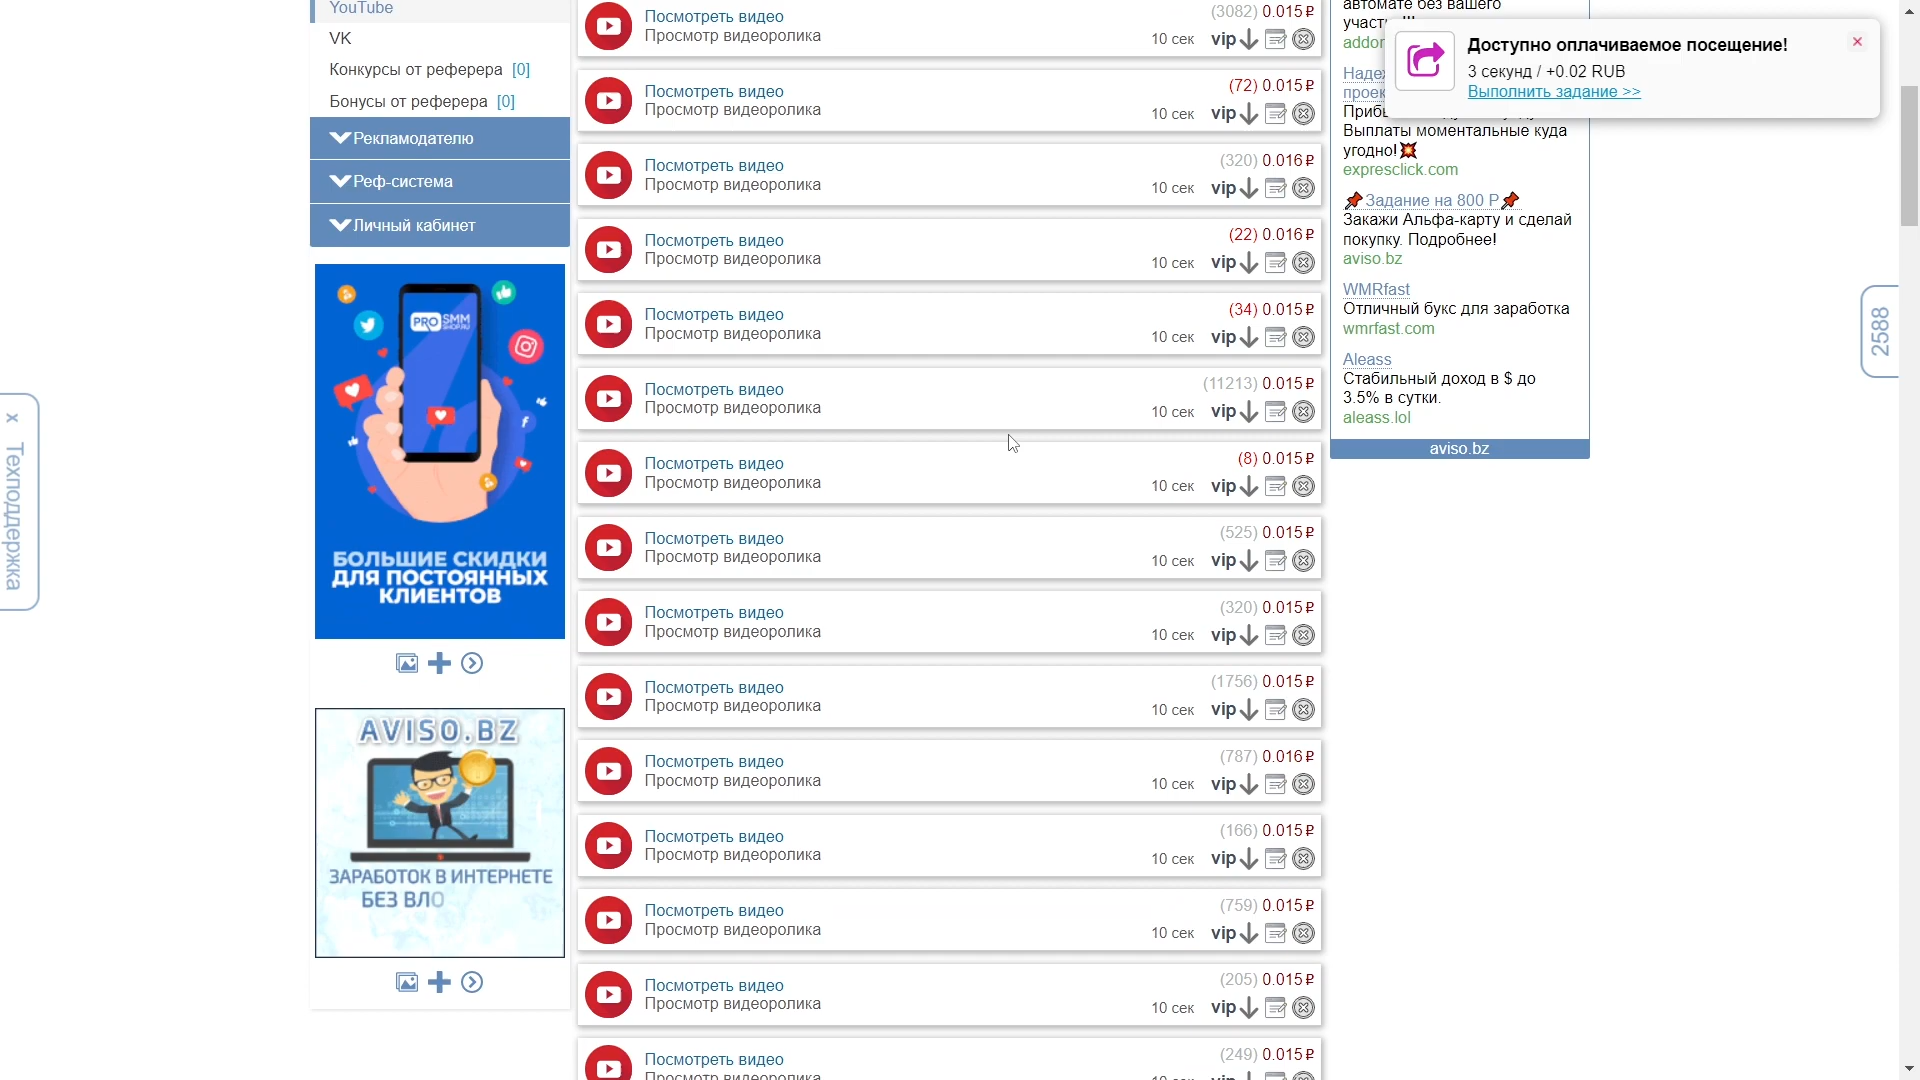 YouTube
VK
Конкурсы от реферера [0]
Бонусы от реферера [0]
Рекламодателю
Реф-система
Личный кабинет
PRO SMM
SHOP.RU
БОЛЬШИЕ СКИДКИ
ДЛЯ ПОСТОЯННЫХ
КЛИЕНТОВ
AVISO.BZ
ЗАРАБОТОК В ИНТЕРНЕТЕ
БЕЗ ВЛО
x Техподдержка
Посмотреть видео (3082) 0.015₽
Просмотр видеоролика 10 сек vip
Посмотреть видео (72) 0.015₽
Просмотр видеоролика 10 сек vip
Посмотреть видео (320) 0.016₽
Просмотр видеоролика 10 сек vip
Посмотреть видео (22) 0.016₽
Просмотр видеоролика 10 сек vip
Посмотреть видео (34) 0.015₽
Просмотр видеоролика 10 сек vip
Посмотреть видео (11213) 0.015₽
Просмотр видеоролика 10 сек vip
Посмотреть видео (8) 0.015₽
Просмотр видеоролика 10 сек vip
Посмотреть видео (525) 0.015₽
Просмотр видеоролика 10 сек vip
Посмотреть видео (320) 0.015₽
Просмотр видеоролика 10 сек vip
Посмотреть видео (1756) 0.015₽
Просмотр видеоролика 10 сек vip
Посмотреть видео (787) 0.016₽
Просмотр видеоролика 10 сек vip
Посмотреть видео (166) 0.015₽
Просмотр видеоролика 10 сек vip
Посмотреть видео (759) 0.015₽
Просмотр видеоролика 10 сек vip
Посмотреть видео (205) 0.015₽
Просмотр видеоролика 10 сек vip
Посмотреть видео (249) 0.015₽
Просмотр видеоролика 10 сек vip
автомате без вашего
Доступно оплачиваемое посещение!
3 секунд / +0.02 RUB
Выполнить задание >>
Выплаты моментальные куда
угодно!
expresclick.com
Задание на 800 Р
Закажи Альфа-карту и сделай
покупку. Подробнее!
aviso.bz
WMRfast
Отличный букс для заработка
wmrfast.com
Aleass
Стабильный доход в $ до
3.5% в сутки.
aleass.lol
aviso.bz
2588